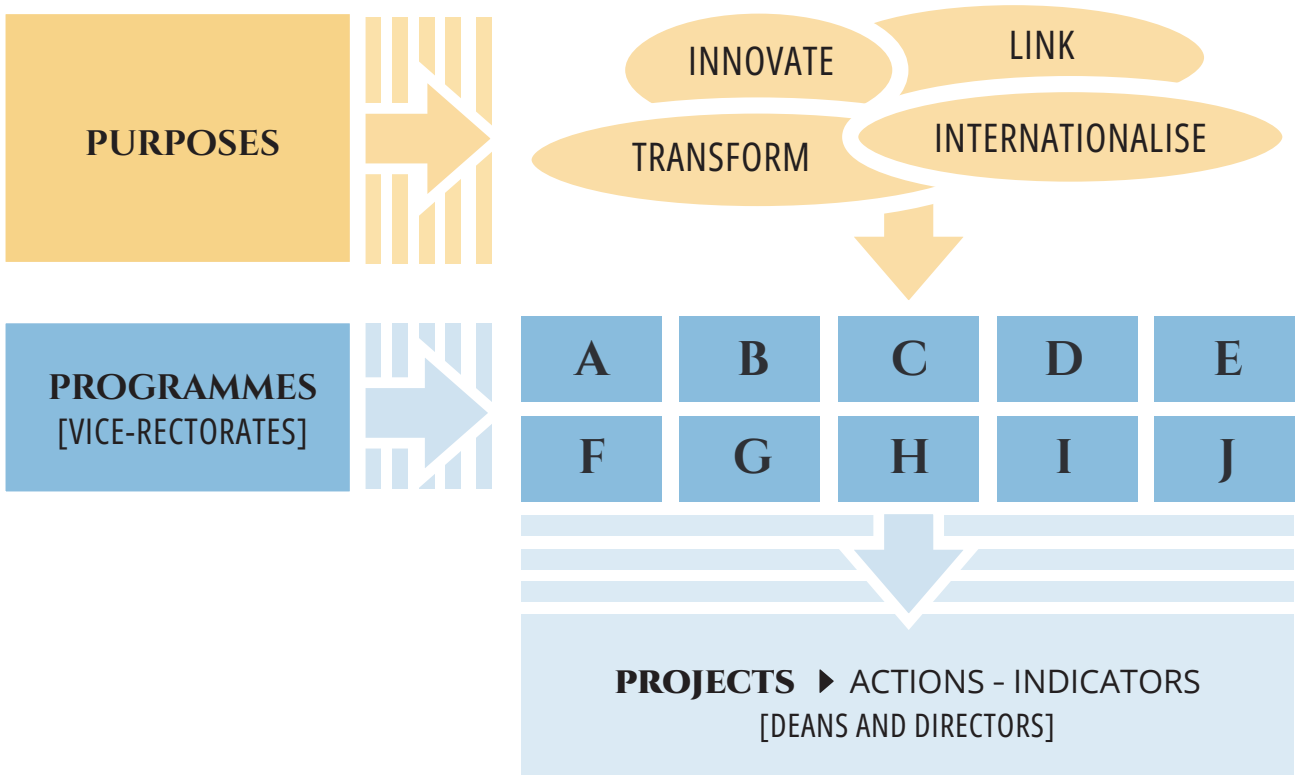 PURPOSES
INNOVATE
LINK
TRANSFORM
INTERNATIONALISE
PROGRAMMES
[VICE-RECTORATES]
A B C D E
F G H I J
PROJECTS ▶ ACTIONS - INDICATORS
[DEANS AND DIRECTORS]